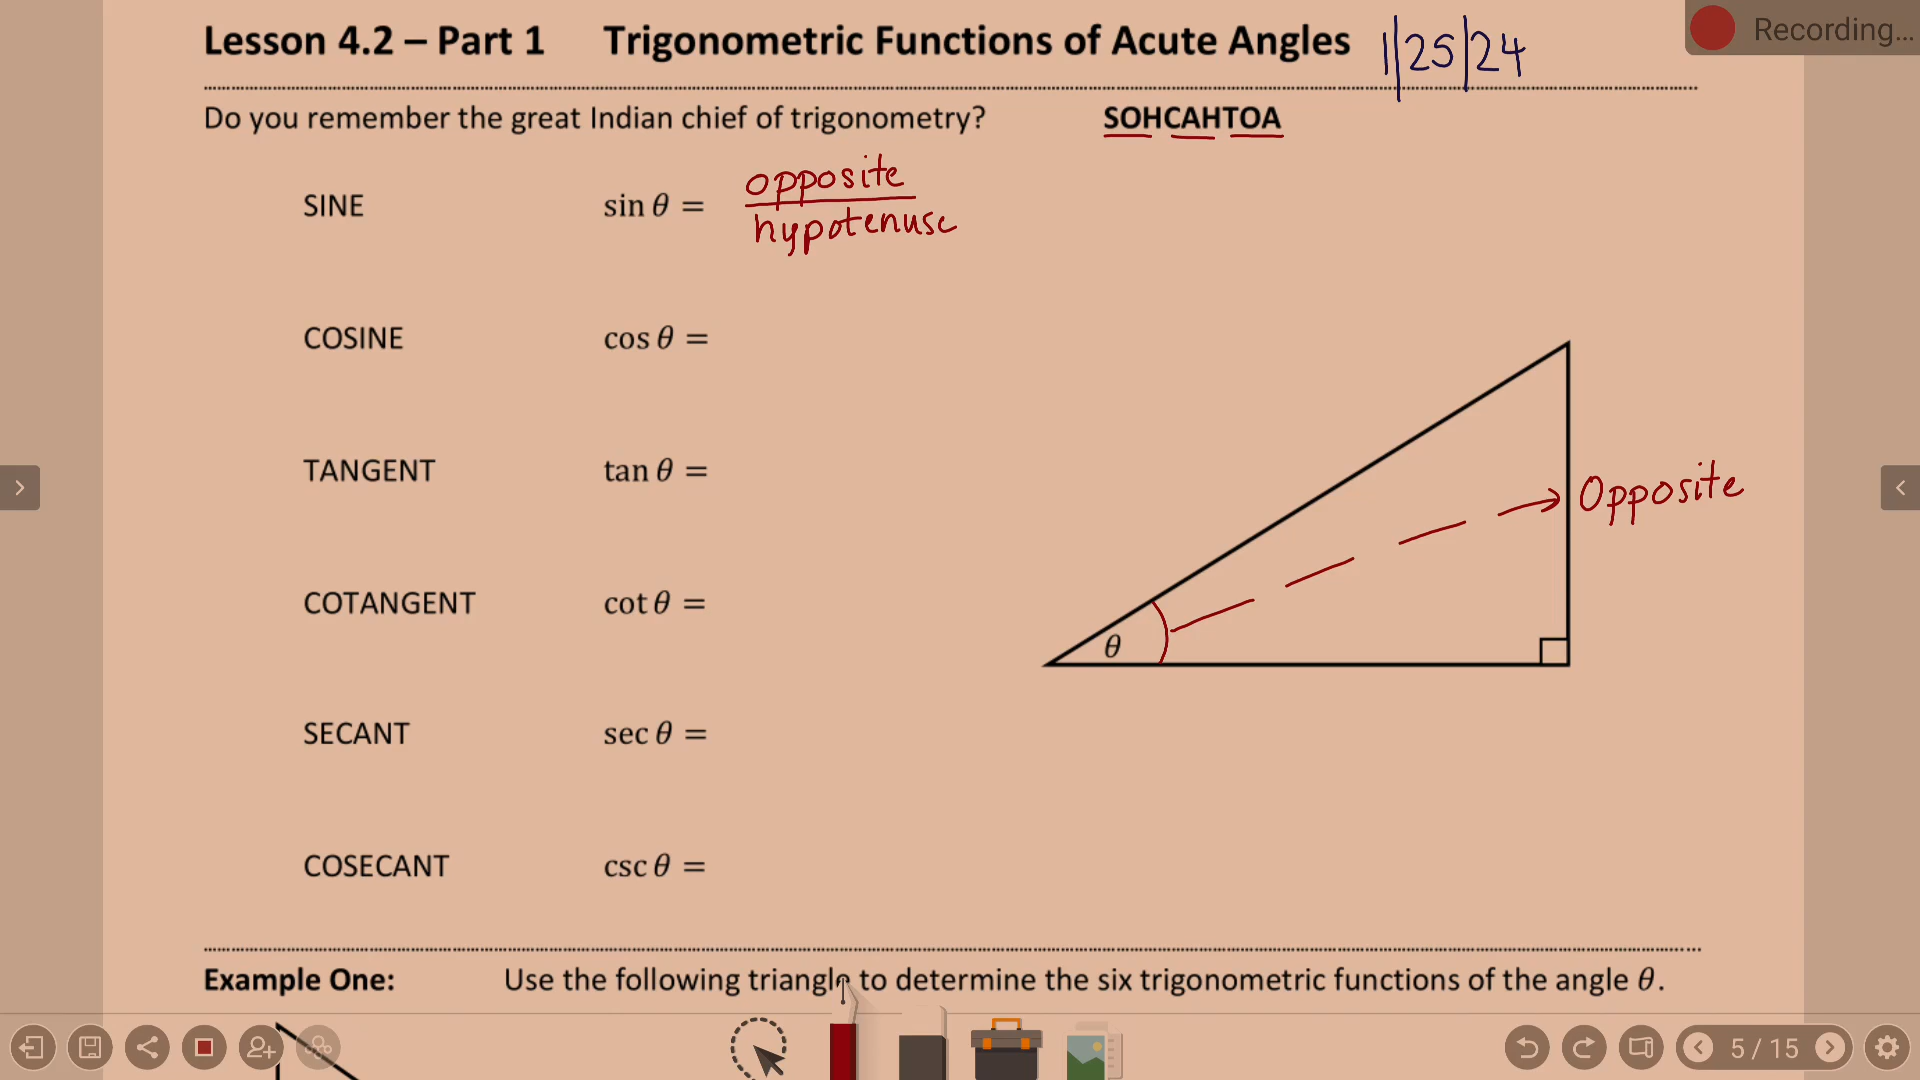 Lesson 4.2 – Part 1 Trigonometric Functions of Acute Angles 1|25|24
Recording...
Do you remember the great Indian chief of trigonometry? SOHCAHTOA
SINE sin θ = opposite
hypotenuse
COSINE cos θ =
TANGENT tan θ =
Opposite
COTANGENT cot θ =
θ
SECANT sec θ =
COSECANT csc θ =
Example One: Use the following triangle to determine the six trigonometric functions of the angle θ.
5 / 15